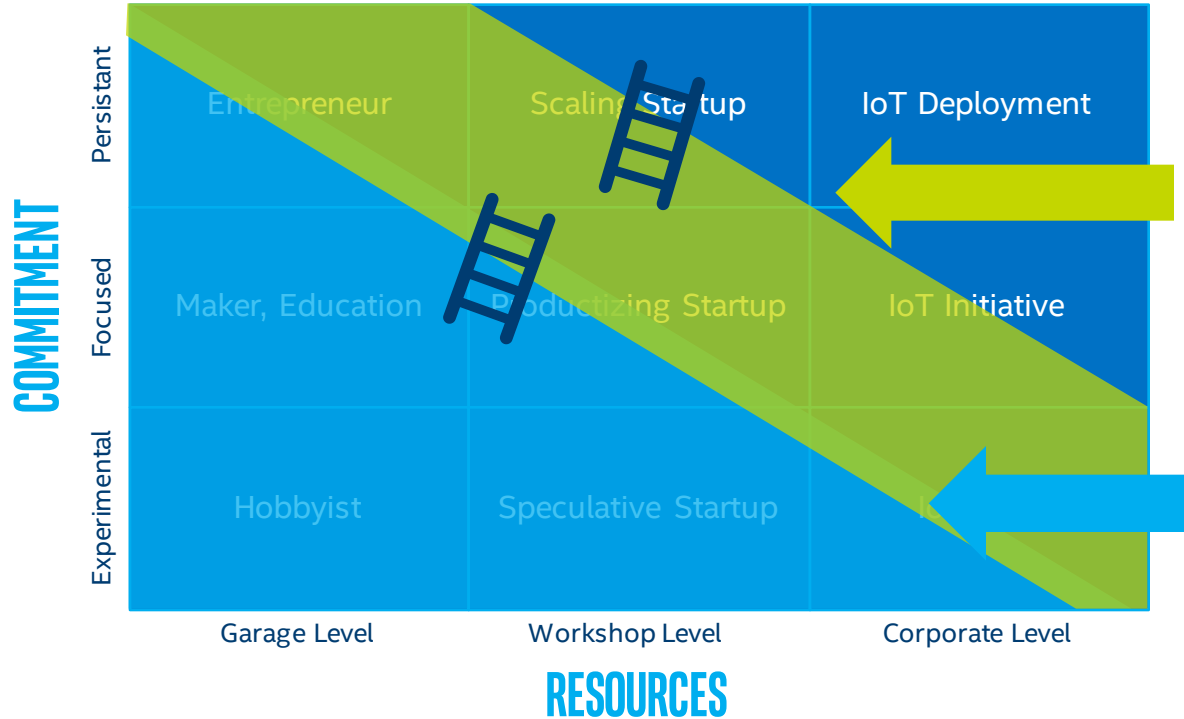 COMMITMENT
Persistant
Entrepreneur
Scaling Startup
IoT Deployment
Focused
Maker, Education
Productizing Startup
IoT Initiative
Experimental
Hobbyist
Speculative Startup
Garage Level
Workshop Level
Corporate Level
RESOURCES